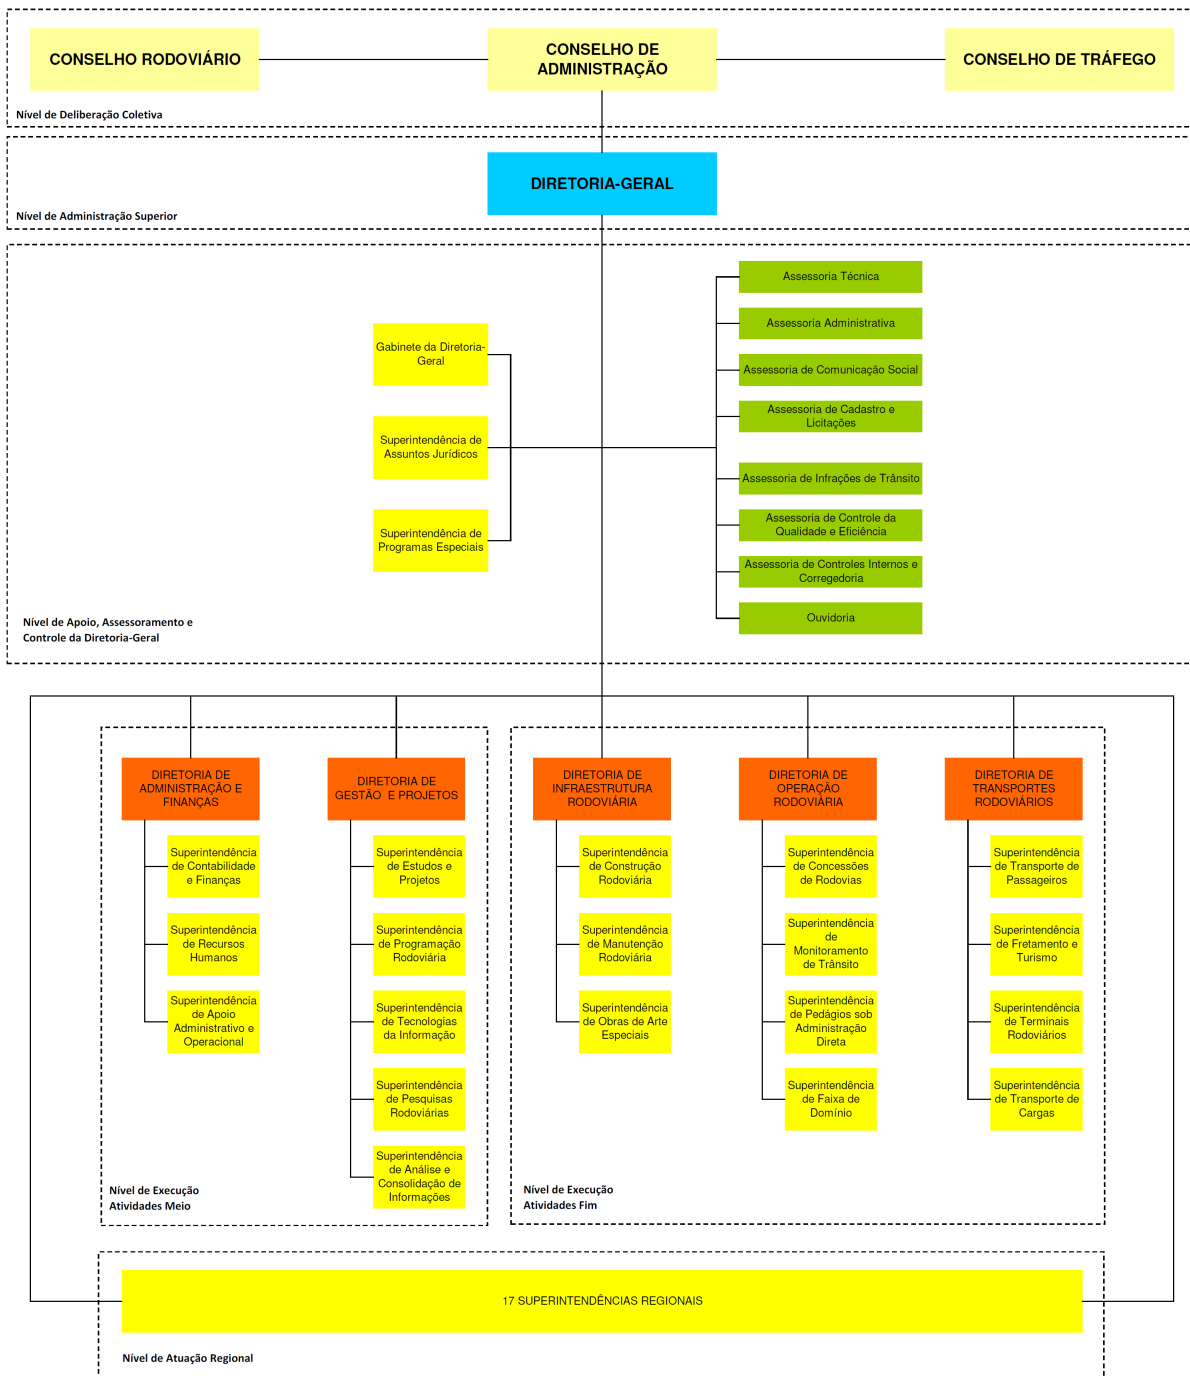 CONSELHO RODOVIÁRIO
CONSELHO DE
ADMINISTRAÇÃO
CONSELHO DE TRÁFEGO
Nível de Deliberação Coletiva
DIRETORIA-GERAL
Nível de Administração Superior
Gabinete da Diretoria-
Geral
Superintendência de
Assuntos Jurídicos
Superintendência de
Programas Especiais
Assessoria Técnica
Assessoria Administrativa
Assessoria de Comunicação Social
Assessoria de Cadastro e
Licitações
Assessoria de Infrações de Trânsito
Assessoria de Controle da
Qualidade e Eficiência
Assessoria de Controles Internos e
Corregedoria
Ouvidoria
Nível de Apoio, Assessoramento e
Controle da Diretoria-Geral
DIRETORIA DE
ADMINISTRAÇÃO E
FINANÇAS
Superintendência
de Contabilidade
e Finanças
Superintendência
de Recursos
Humanos
Superintendência
de Apoio
Administrativo e
Operacional
DIRETORIA DE
GESTÃO E PROJETOS
Superintendência
de Estudos e
Projetos
Superintendência
de Programação
Rodoviária
Superintendência
de Tecnologias
da Informação
Superintendência
de Pesquisas
Rodoviárias
Superintendência
de Análise e
Consolidação de
Informações
Nível de Execução
Atividades Meio
DIRETORIA DE
INFRAESTRUTURA
RODOVIÁRIA
Superintendência
de Construção
Rodoviária
Superintendência
de Manutenção
Rodoviária
Superintendência
de Obras de Arte
Especiais
DIRETORIA DE
OPERAÇÃO
RODOVIÁRIA
Superintendência
de Concessões
de Rodovias
Superintendência
de
Monitoramento
de Trânsito
Superintendência
de Pedágios sob
Administração
Direta
Superintendência
de Faixa de
Domínio
DIRETORIA DE
TRANSPORTES
RODOVIÁRIOS
Superintendência
de Transporte de
Passageiros
Superintendência
de Fretamento e
Turismo
Superintendência
de Terminais
Rodoviários
Superintendência
de Transporte de
Cargas
Nível de Execução
Atividades Fim
17 SUPERINTENDÊNCIAS REGIONAIS
Nível de Atuação Regional